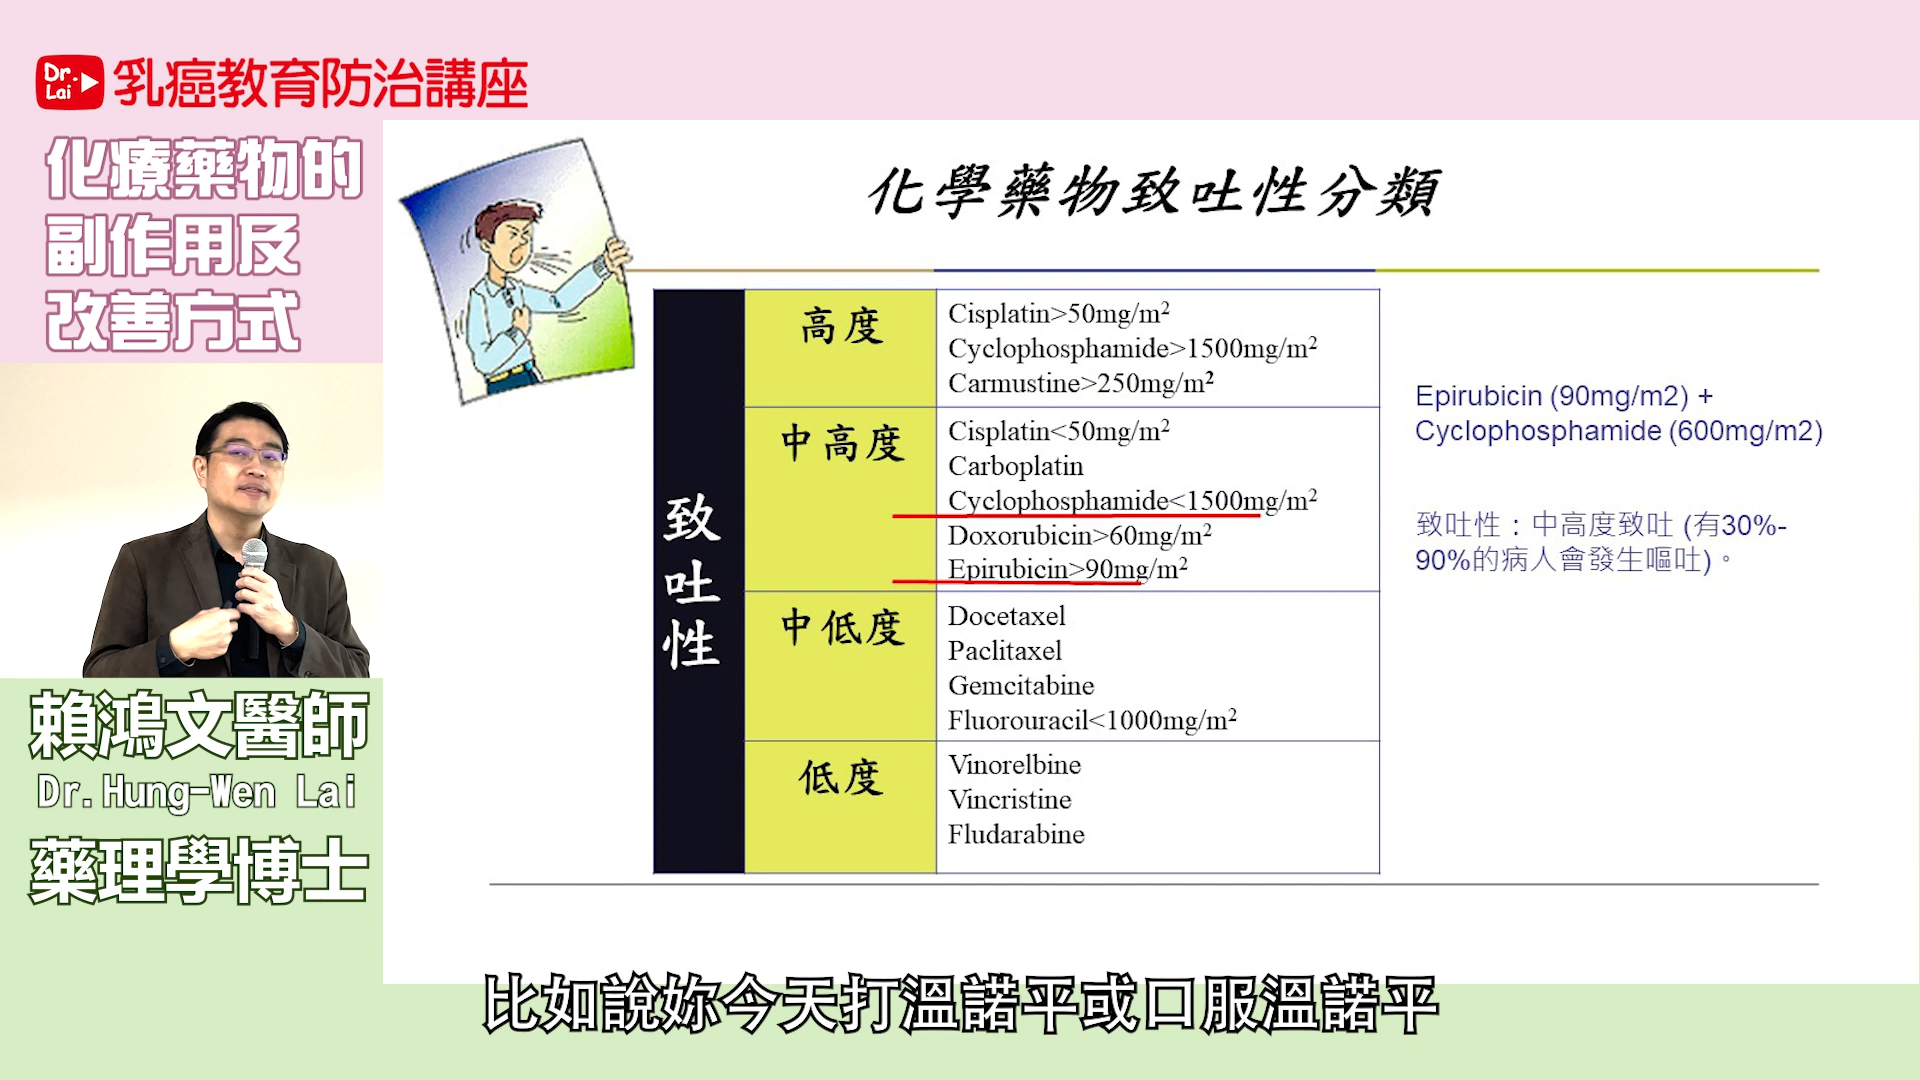 Dr. Lai
乳癌教育防治講座
化療藥物的
副作用及
改善方式
賴鴻文醫師
Dr.Hung-Wen Lai
藥理學博士
化學藥物致吐性分類
致吐性
高度
Cisplatin>50mg/m²
Cyclophosphamide>1500mg/m²
Carmustine>250mg/m²
中高度
Cisplatin<50mg/m²
Carboplatin
Cyclophosphamide<1500mg/m²
Doxorubicin>60mg/m²
Epirubicin>90mg/m²
中低度
Docetaxel
Paclitaxel
Gemcitabine
Fluorouracil<1000mg/m²
低度
Vinorelbine
Vincristine
Fludarabine
Epirubicin (90mg/m2) +
Cyclophosphamide (600mg/m2)
致吐性：中高度致吐 (有30%-
90%的病人會發生嘔吐)。
比如說妳今天打溫諾平或口服溫諾平